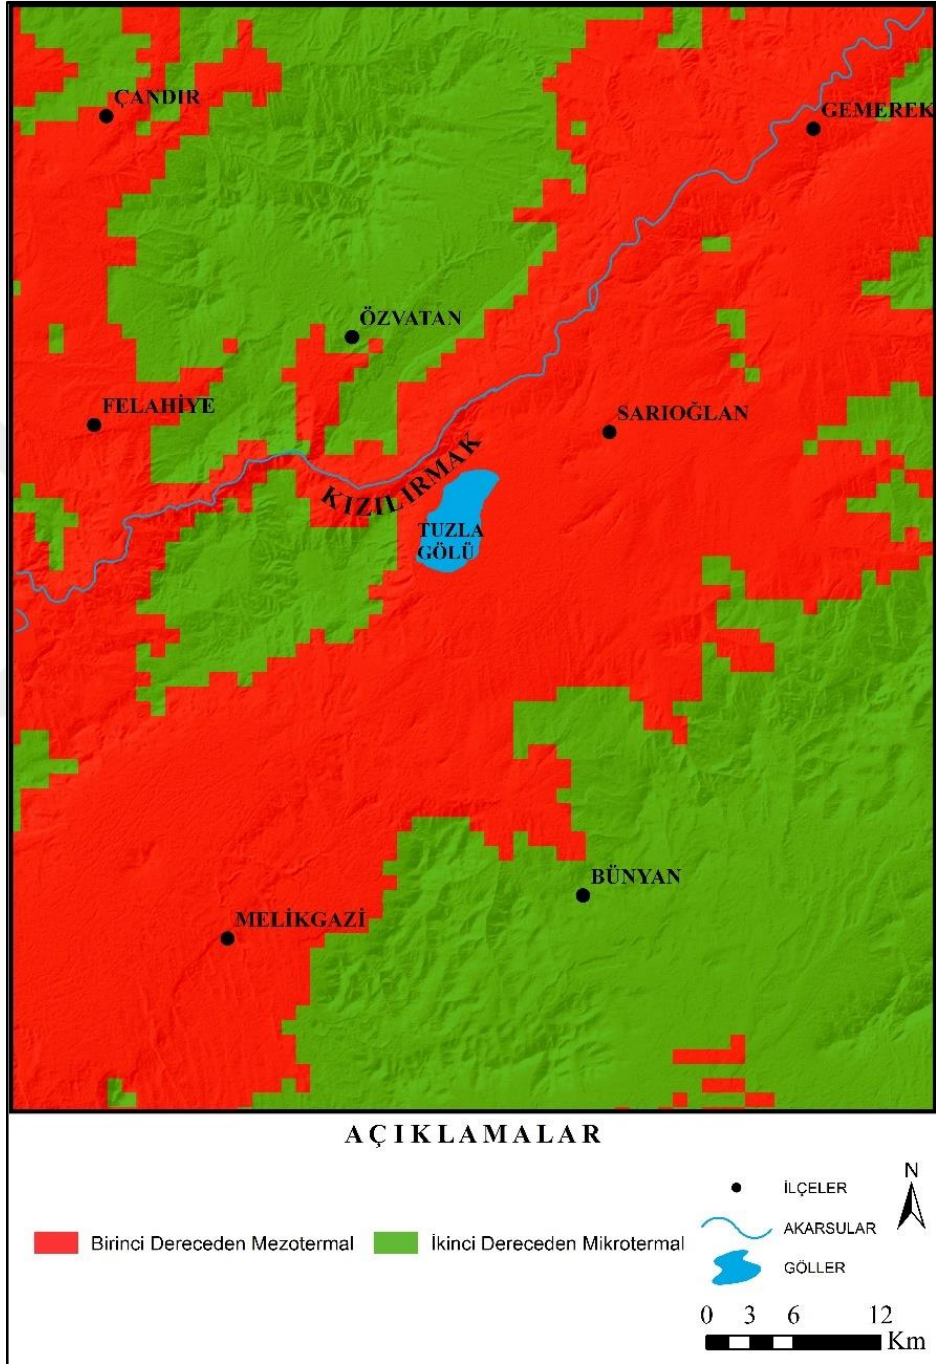 ÇANDIR
GEMEREK
ÖZVATAN
FELAHİYE
SARIOĞLAN
KIZILIRMAK
TUZLA
GÖLÜ
BÜNYAN
MELİKGAZİ
AÇIKLAMALAR
Birinci Dereceden Mezotermal
İkinci Dereceden Mikrotermal
İLÇELER
AKARSULAR
GÖLLER
N
0 3 6 12
Km